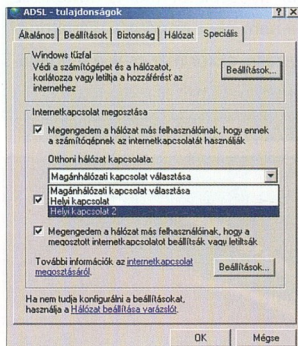 ADSL - tulajdonságok
Általános Beállítások Biztonság Hálózat Speciális
Windows tűzfal
Védi a számítógépet és a hálózatot,
korlátozza vagy letiltja a hozzáférést az
internethez
Beállítások...
Internetkapcsolat megosztása
Megengedem a hálózat más felhasználóinak, hogy ennek
a számítógépnek az internetkapcsolatát használják
Otthoni hálózat kapcsolata:
Magánhálózati kapcsolat választása
Magánhálózati kapcsolat választása
Helyi kapcsolat
Helyi kapcsolat 2
Megengedem a hálózat más felhasználóinak, hogy a
megosztott internetkapcsolatot beállítsák vagy letiltsák
További információk az internetkapcsolat
megosztásáról.
Beállítások...
Ha nem tudja konfigurálni a beállításokat,
használja a Hálózat beállítása varázslót.
OK Mégse